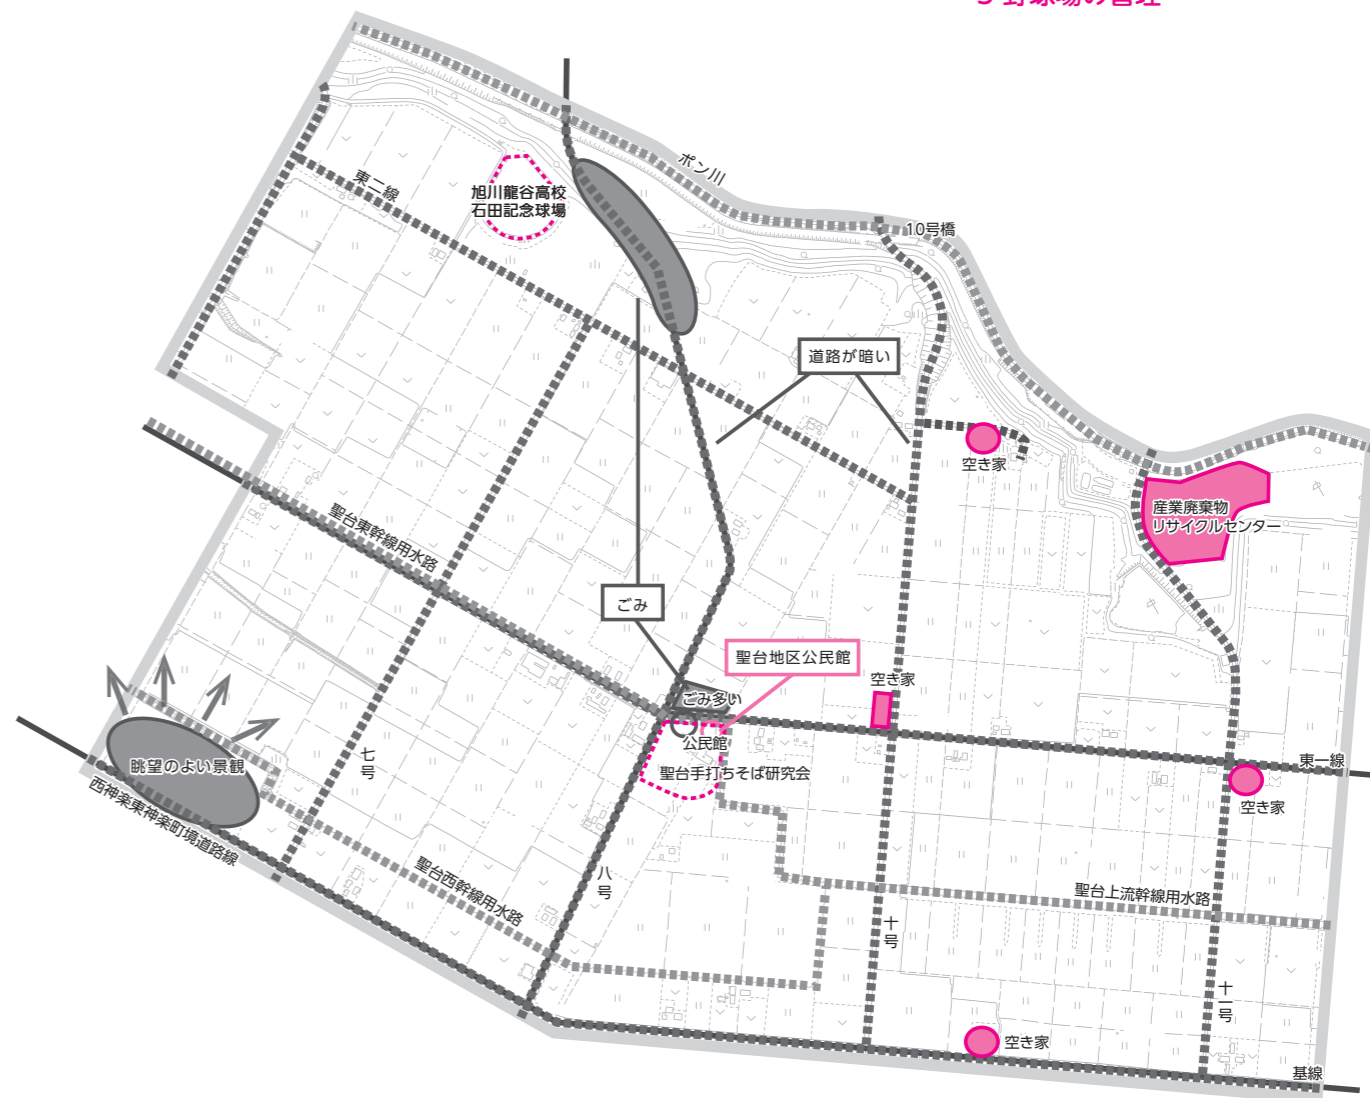 ポン川
東二線
旭川龍谷高校
石田記念球場
10号橋
道路が暗い
空き家
産業廃棄物
リサイクルセンター
聖台東幹線用水路
ごみ
聖台地区公民館
空き家
ごみ多い
公民館
聖台手打ちそば研究会
七号
眺望のよい景観
東一線
空き家
西神楽東神楽町境道路線
聖台西幹線用水路
八号
聖台上流幹線用水路
十号
十一号
空き家
基線